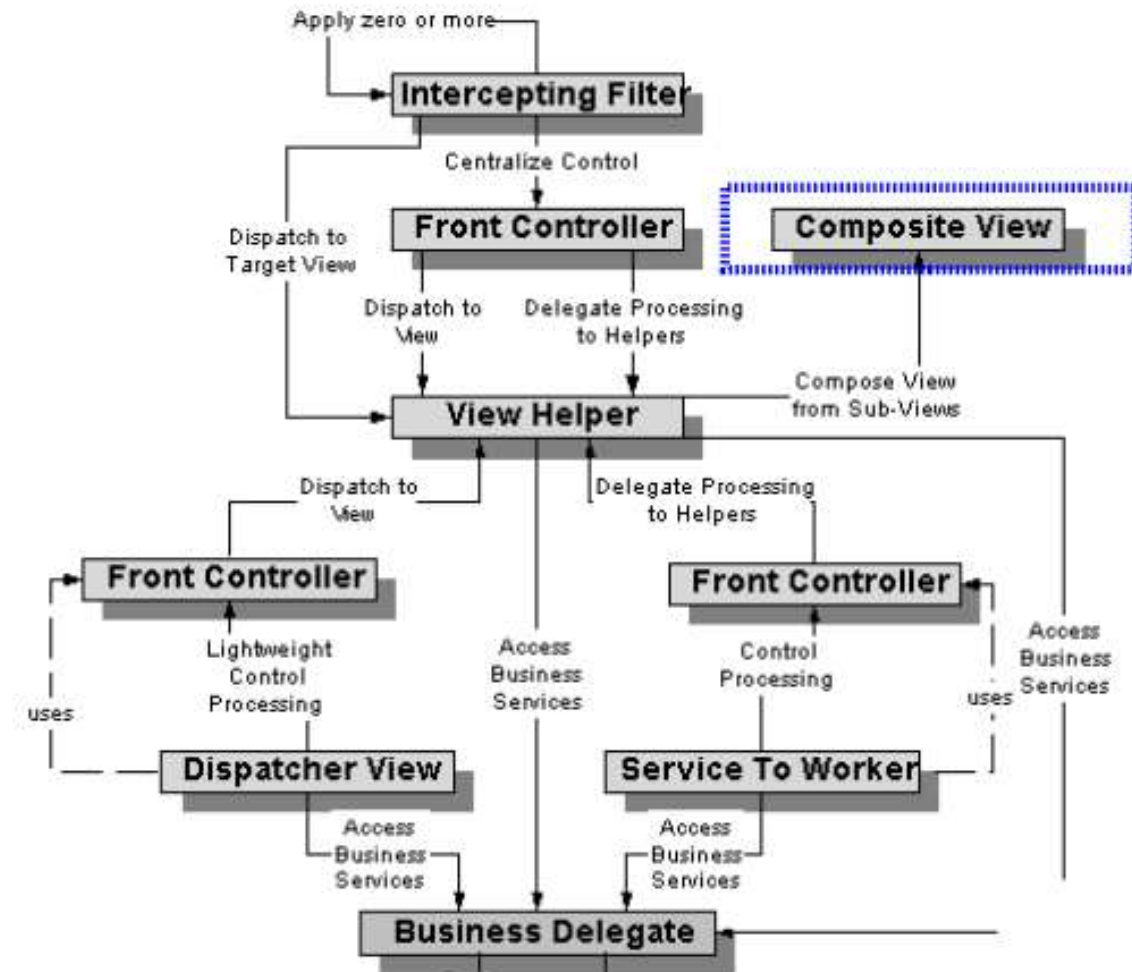 Apply zero or more
Intercepting Filter
Centralize Control
Front Controller
Composite View
Dispatch to
Target View
Dispatch to
View
Delegate Processing
to Helpers
Compose View
from Sub-Views
View Helper
Dispatch to
View
Delegate Processing
to Helpers
Front Controller
Front Controller
Lightweight
Control
Processing
Access
Business
Services
Control
Processing
Access
Business
Services
uses
uses
Dispatcher View
Service To Worker
Access
Business
Services
Access
Business
Services
Business Delegate